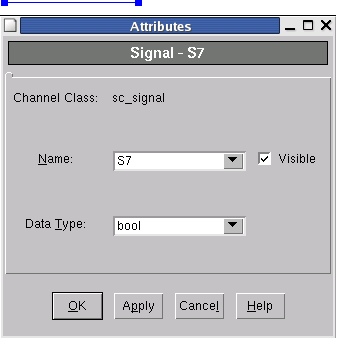 Attributes
Signal - S7
Channel Class: sc_signal
Name: S7 Visible
Data Type: bool
OK Apply Cancel Help